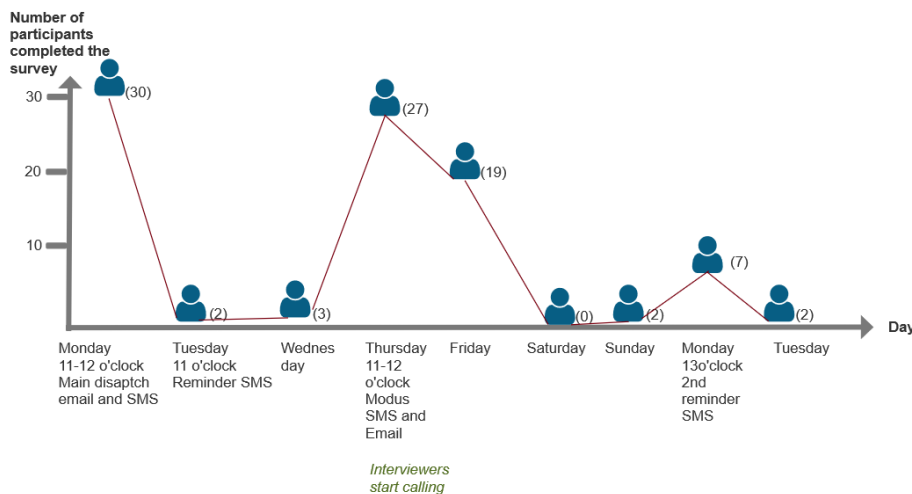 Number of
participants
completed the
survey
30
20
10
(30)
(2)
(3)
(27)
(19)
(0)
(2)
(7)
(2)
Day
Monday
11-12 o'clock
Main disaptch
email and SMS
Tuesday
11 o'clock
Reminder SMS
Wednes
day
Thursday
11-12
o'clock
Modus
SMS and
Email
Interviewers
start calling
Friday
Saturday
Sunday
Monday
13o'clock
2nd
reminder
SMS
Tuesday